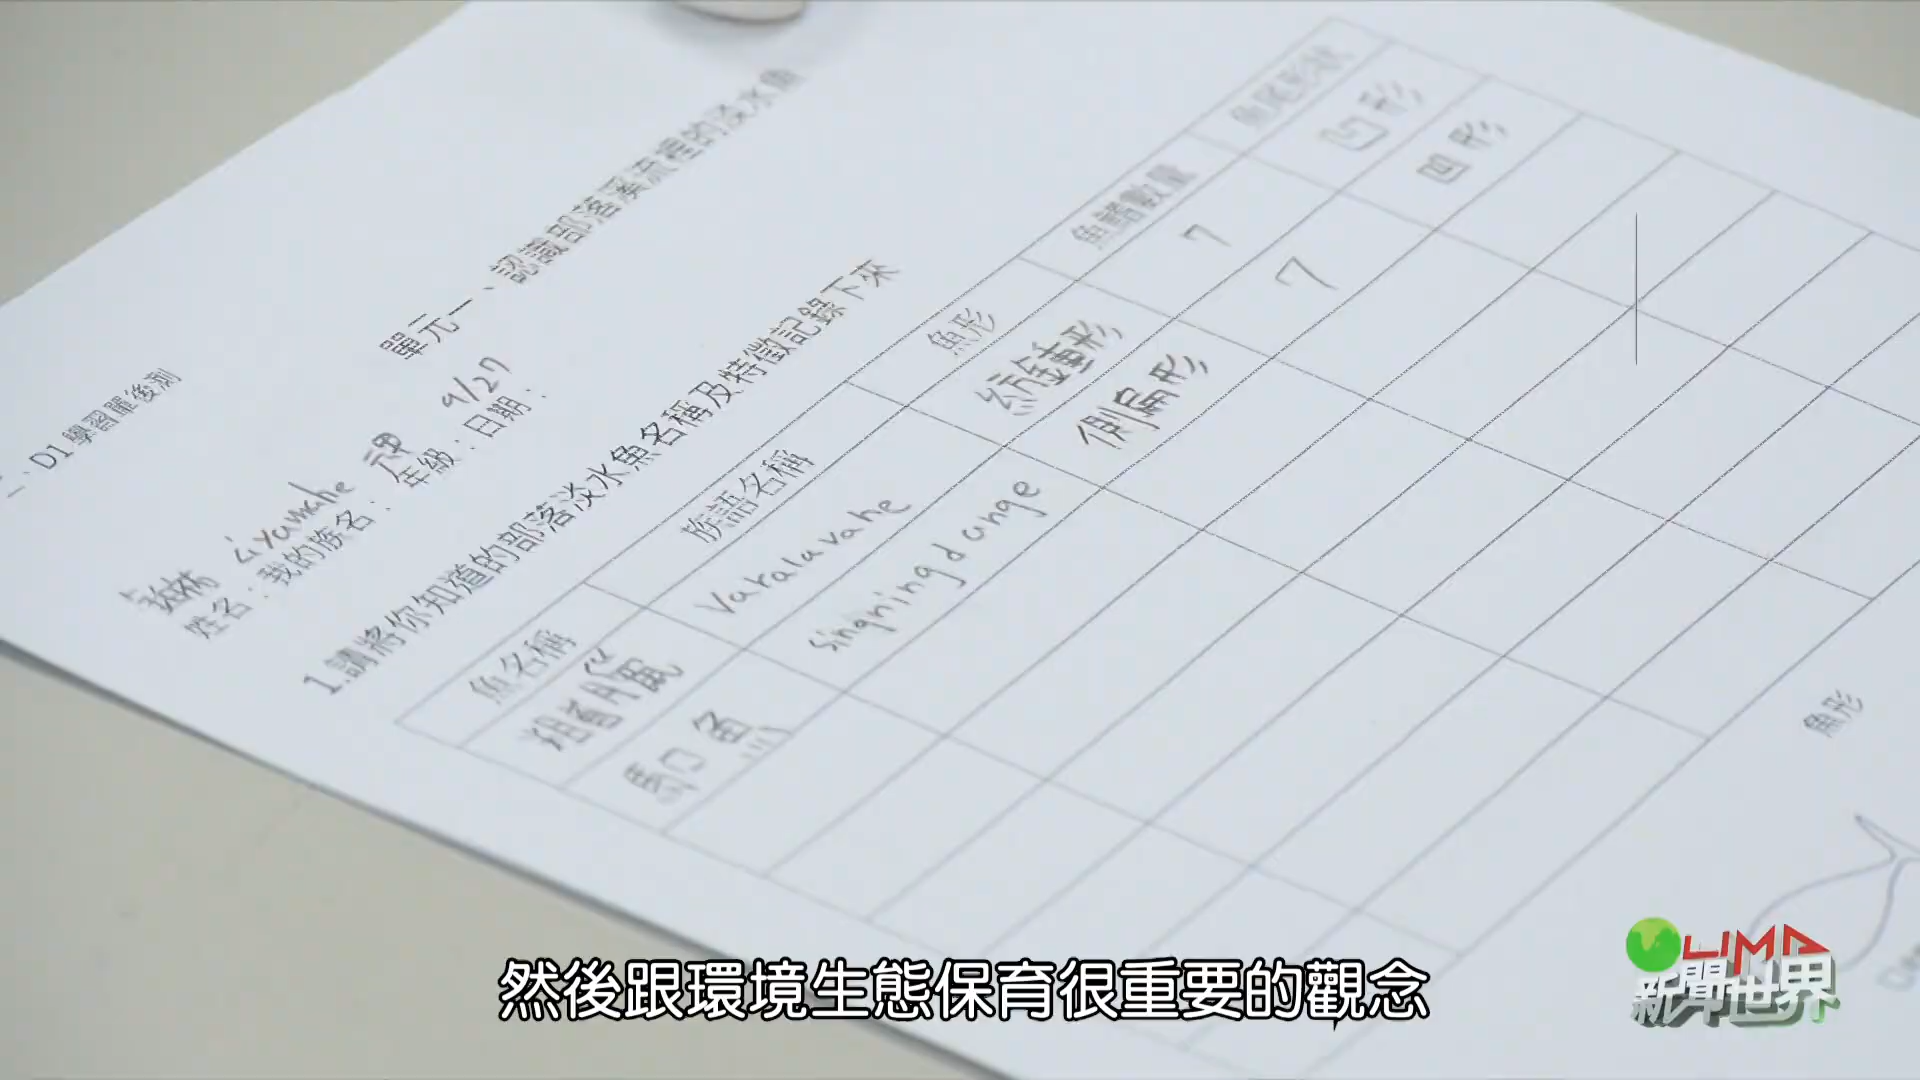 二、D1 學習單後測
單元一、認識部落溪流裡的淡水魚
姓名： 我的族名： 年級： 日期： 9/27
1.請將你知道的部落淡水魚名稱及特徵記錄下來
魚名稱 族語名稱 魚形 魚鰭數量 魚尾形狀
varalavane 紡錘形 7 凹形
馬口魚 singningdange 側扁形 7 凹形
魚形
然後跟環境生態保育很重要的觀念
LIMA
新聞世界